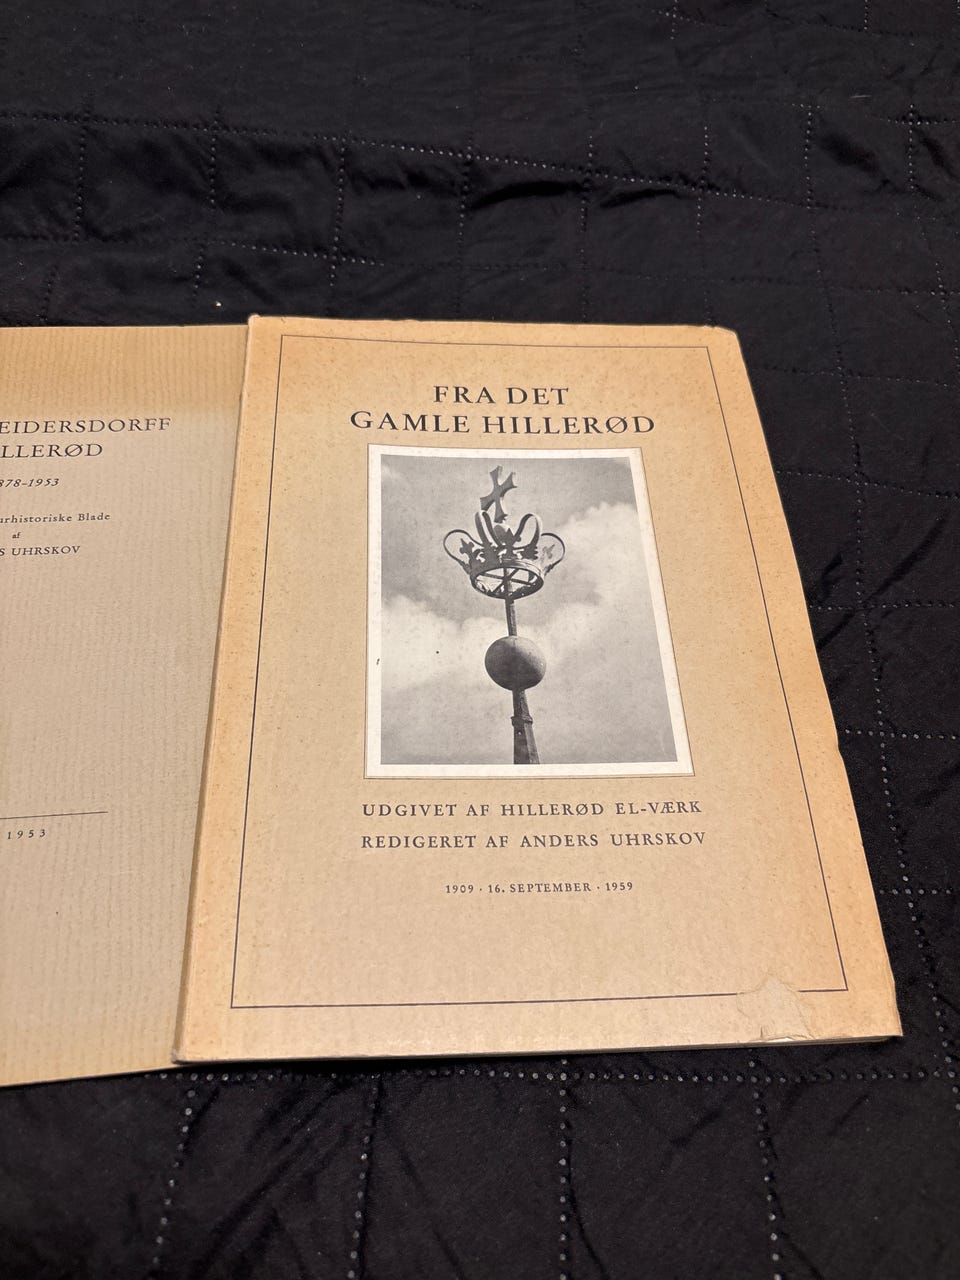 EIDERSDORFF
LLERØD
878-1953
urhistoriske Blade
af
S UHRSKOV
1953
FRA DET
GAMLE HILLERØD
UDGIVET AF HILLERØD EL-VÆRK
REDIGERET AF ANDERS UHRSKOV
1909 · 16. SEPTEMBER · 1959